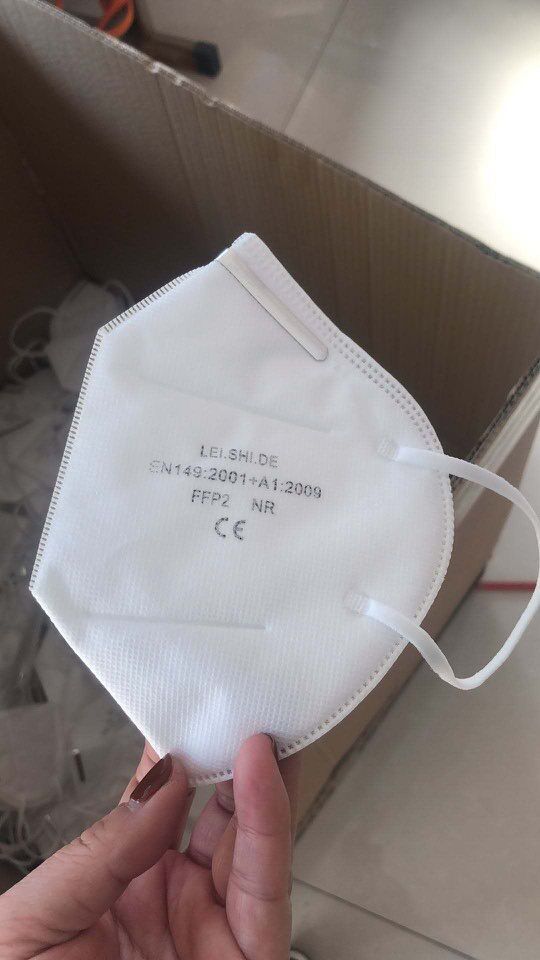 LEI.SHI.DE
EN149:2001+A1:2009
FFP2 NR
CE